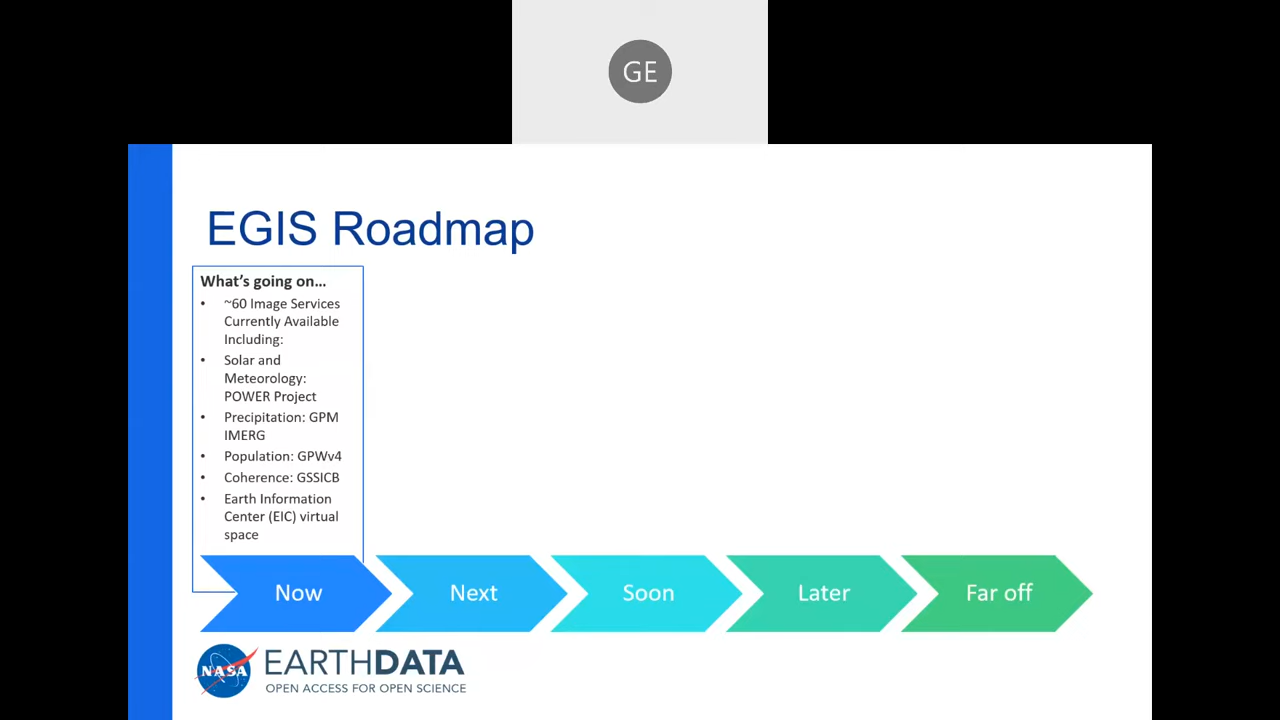 GE
EGIS Roadmap
What's going on...
• ~60 Image Services
Currently Available
Including:
• Solar and
Meteorology:
POWER Project
• Precipitation: GPM
IMERG
• Population: GPWv4
• Coherence: GSSICB
• Earth Information
Center (EIC) virtual
space
Now
Next
Soon
Later
Far off
NASA
EARTHDATA
OPEN ACCESS FOR OPEN SCIENCE